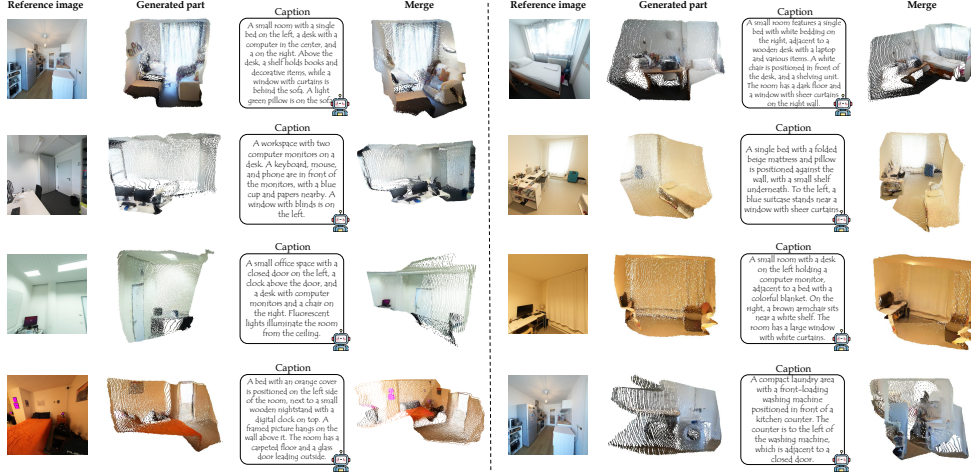 Reference image
Generated part
Caption
Merge
A small room with a single
bed on the left, a desk with a
computer in the center, and
a on the right. Above the
desk, a shelf holds books and
decorative items, while a
window with curtains is
behind the sofa. A light
green pillow is on the sofa.
Caption
A workspace with two
computer monitors on a
desk. A keyboard, mouse,
and phone are in front of
the monitors, with a blue
cup and papers nearby. A
window with blinds is on
the left.
Caption
A small office space with a
closed door on the left, a
clock above the door, and
a desk with computer
monitors and a chair on
the right. Fluorescent
lights illuminate the room
from the ceiling.
Caption
A bed with an orange cover
is positioned on the left side
of the room, next to a small
wooden nightstand with a
digital clock on top. A
framed picture hangs on the
wall above it. The room has a
carpeted floor and a glass
door leading outside.
Reference image
Generated part
Caption
Merge
A small room features a single
bed with white bedding on
the right, adjacent to a
wooden desk with a laptop
and various items. A white
chair is positioned in front of
the desk, and a shelving unit.
The room has a dark floor and
a window with sheer curtains
on the right wall.
Caption
A single bed with a folded
beige mattress and pillow
is positioned against the
wall, with a small shelf
underneath. To the left, a
blue suitcase stands near a
window with sheer curtains.
Caption
A small room with a desk
on the left holding a
computer monitor,
adjacent to a bed with a
colorful blanket. On the
right, a brown armchair sits
near a white shelf. The
room has a large window
with white curtains.
Caption
A compact laundry area
with a front-loading
washing machine
positioned in front of a
kitchen counter. The
counter is to the left of
the washing machine,
which is adjacent to a
closed door.